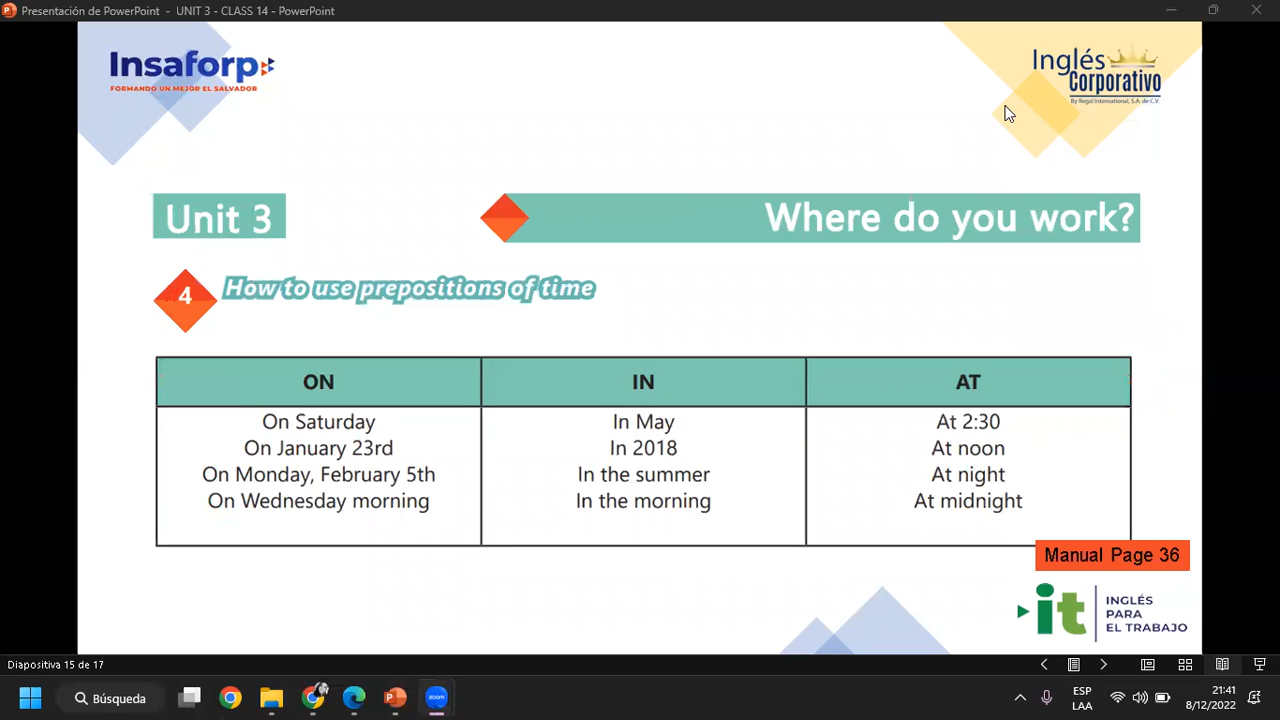 Presentación de PowerPoint - UNIT 3 - CLASS 14 - PowerPoint
Insaforp
FORMANDO UN MEJOR EL SALVADOR
Inglés
Corporativo
By Regal International, S.A. de C.V.
Unit 3
Where do you work?
4
How to use prepositions of time
ON IN AT
On Saturday In May At 2:30
On January 23rd In 2018 At noon
On Monday, February 5th In the summer At night
On Wednesday morning In the morning At midnight
Manual Page 36
it
INGLÉS
PARA
EL TRABAJO
Diapositiva 15 de 17
Búsqueda
zoom
ESP
LAA
21:41
8/12/2022